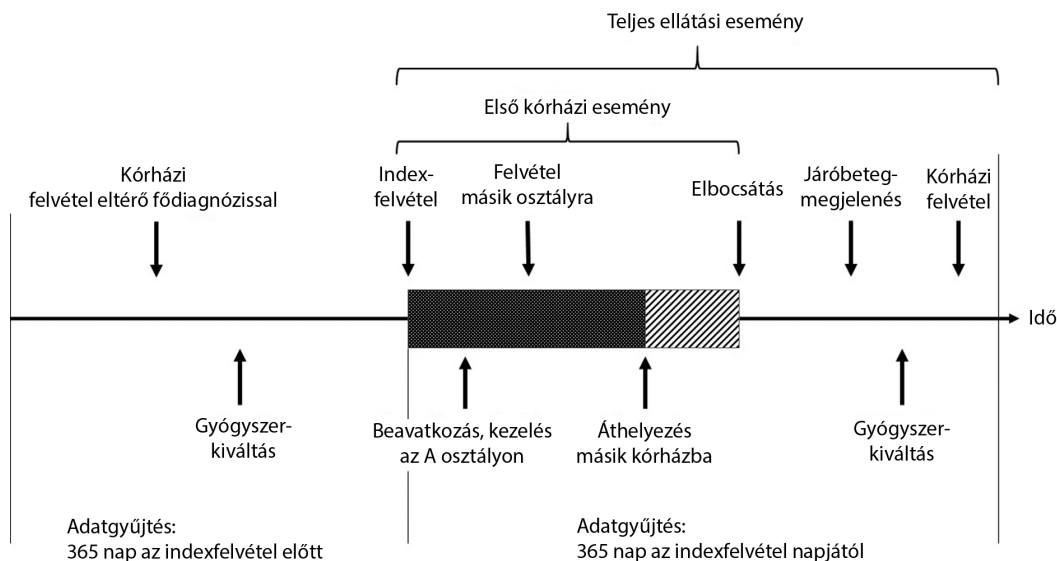 Teljes ellátási esemény
Első kórházi esemény
Kórházi
felvétel eltérő fődiagnózissal
Index-
felvétel
Felvétel
másik osztályra
Elbocsátás
Járóbeteg-
megjelenés
Kórházi
felvétel
Idő
Gyógyszer-
kiváltás
Beavatkozás, kezelés
az A osztályon
Áthelyezés
másik kórházba
Gyógyszer-
kiváltás
Adatgyűjtés:
365 nap az indexfelvétel előtt
Adatgyűjtés:
365 nap az indexfelvétel napjától